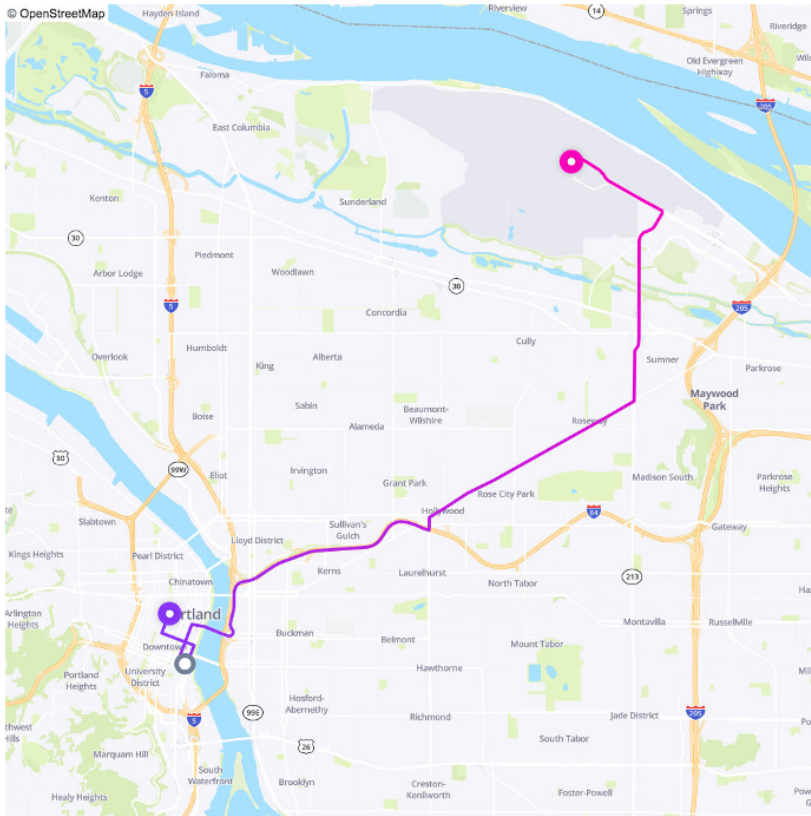 © OpenStreetMap
Hayden Island
Riverview
14
Springs
Riveridge
Old Evergreen
Highway
Faloma
5
205
East Columbia
Kenton
Sunderland
30
Piedmont
Arbor Lodge
Woodlawn
30
5
205
Concordia
Overlook
Humboldt
Alberta
Cully
Sumner
Parkrose
King
Maywood
Park
Sabin
Beaumont-
Wilshire
Boise
Alameda
Roseway
30
99W
Eliot
Irvington
Grant Park
Rose City Park
Madison South
Parkrose
Heights
Slabtown
Sullivan's
Gulch
Hollywood
84
Gateway
Kings Heights
Pearl District
Lloyd District
Chinatown
Kerns
Laurelhurst
North Tabor
213
Arlington
Heights
rtland
Buckman
Belmont
Montavilla
Russellville
Downtown
Mount Tabor
Portland
Heights
University
District
Hawthorne
Hosford-
Abernethy
5
99E
Richmond
Jade District
205
26
South Tabor
Marquam Hill
South
Waterfront
Brooklyn
Creston-
Kenilworth
Foster-Powell
Healy Heights